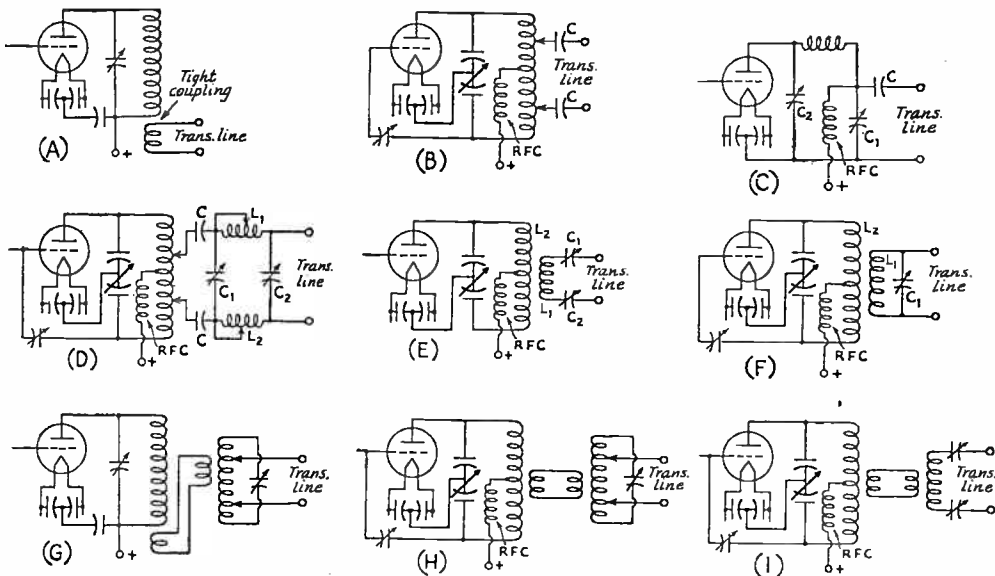 Tight
coupling
Trans. line
+
(A)
C
Trans.
line
C
RFC
+
(B)
C
C2
Trans.
line
C1
RFC
+
(C)
C
L1
C1
C2
Trans.
line
C
L2
RFC
+
(D)
L2
C1
Trans.
line
L1
C2
RFC
+
(E)
L2
L1
C1
Trans.
line
RFC
+
(F)
Trans.
line
+
(G)
Trans.
line
RFC
+
(H)
Trans.
line
RFC
+
(I)